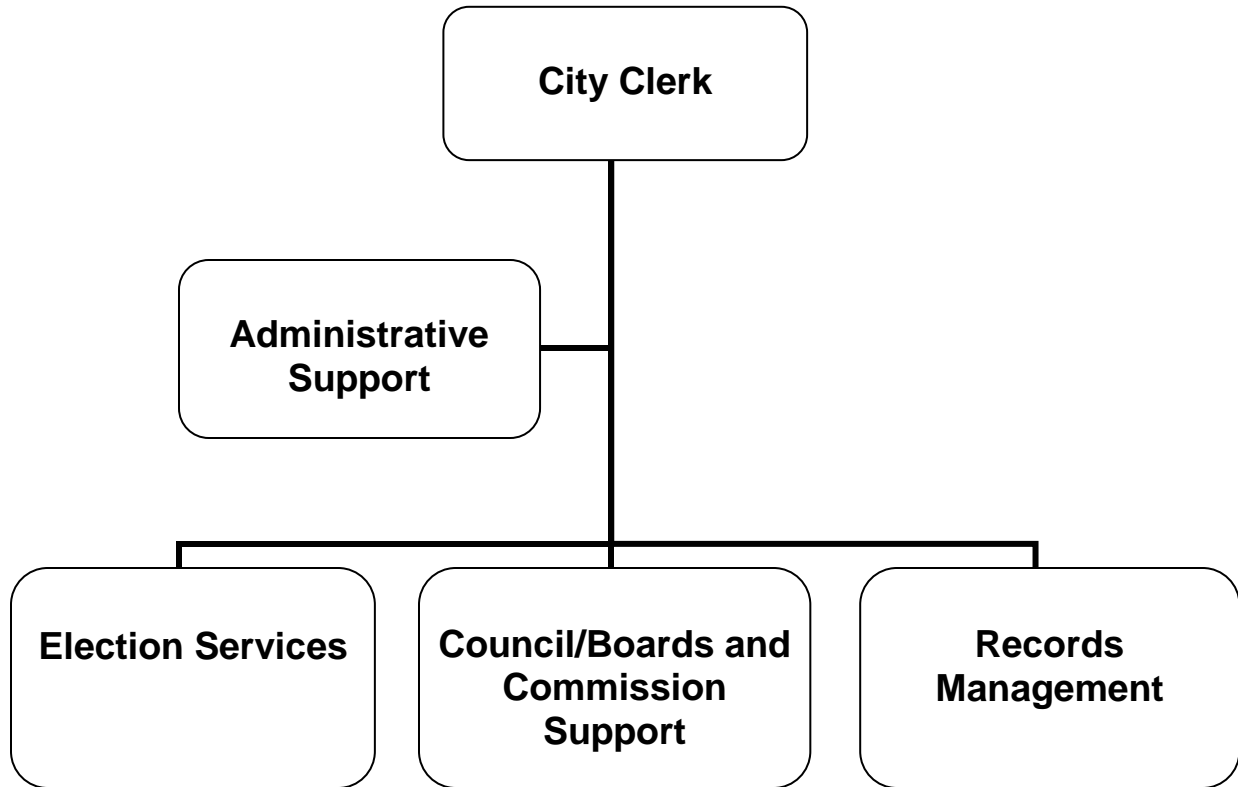 City Clerk
Administrative
Support
Election Services
Council/Boards and
Commission
Support
Records
Management